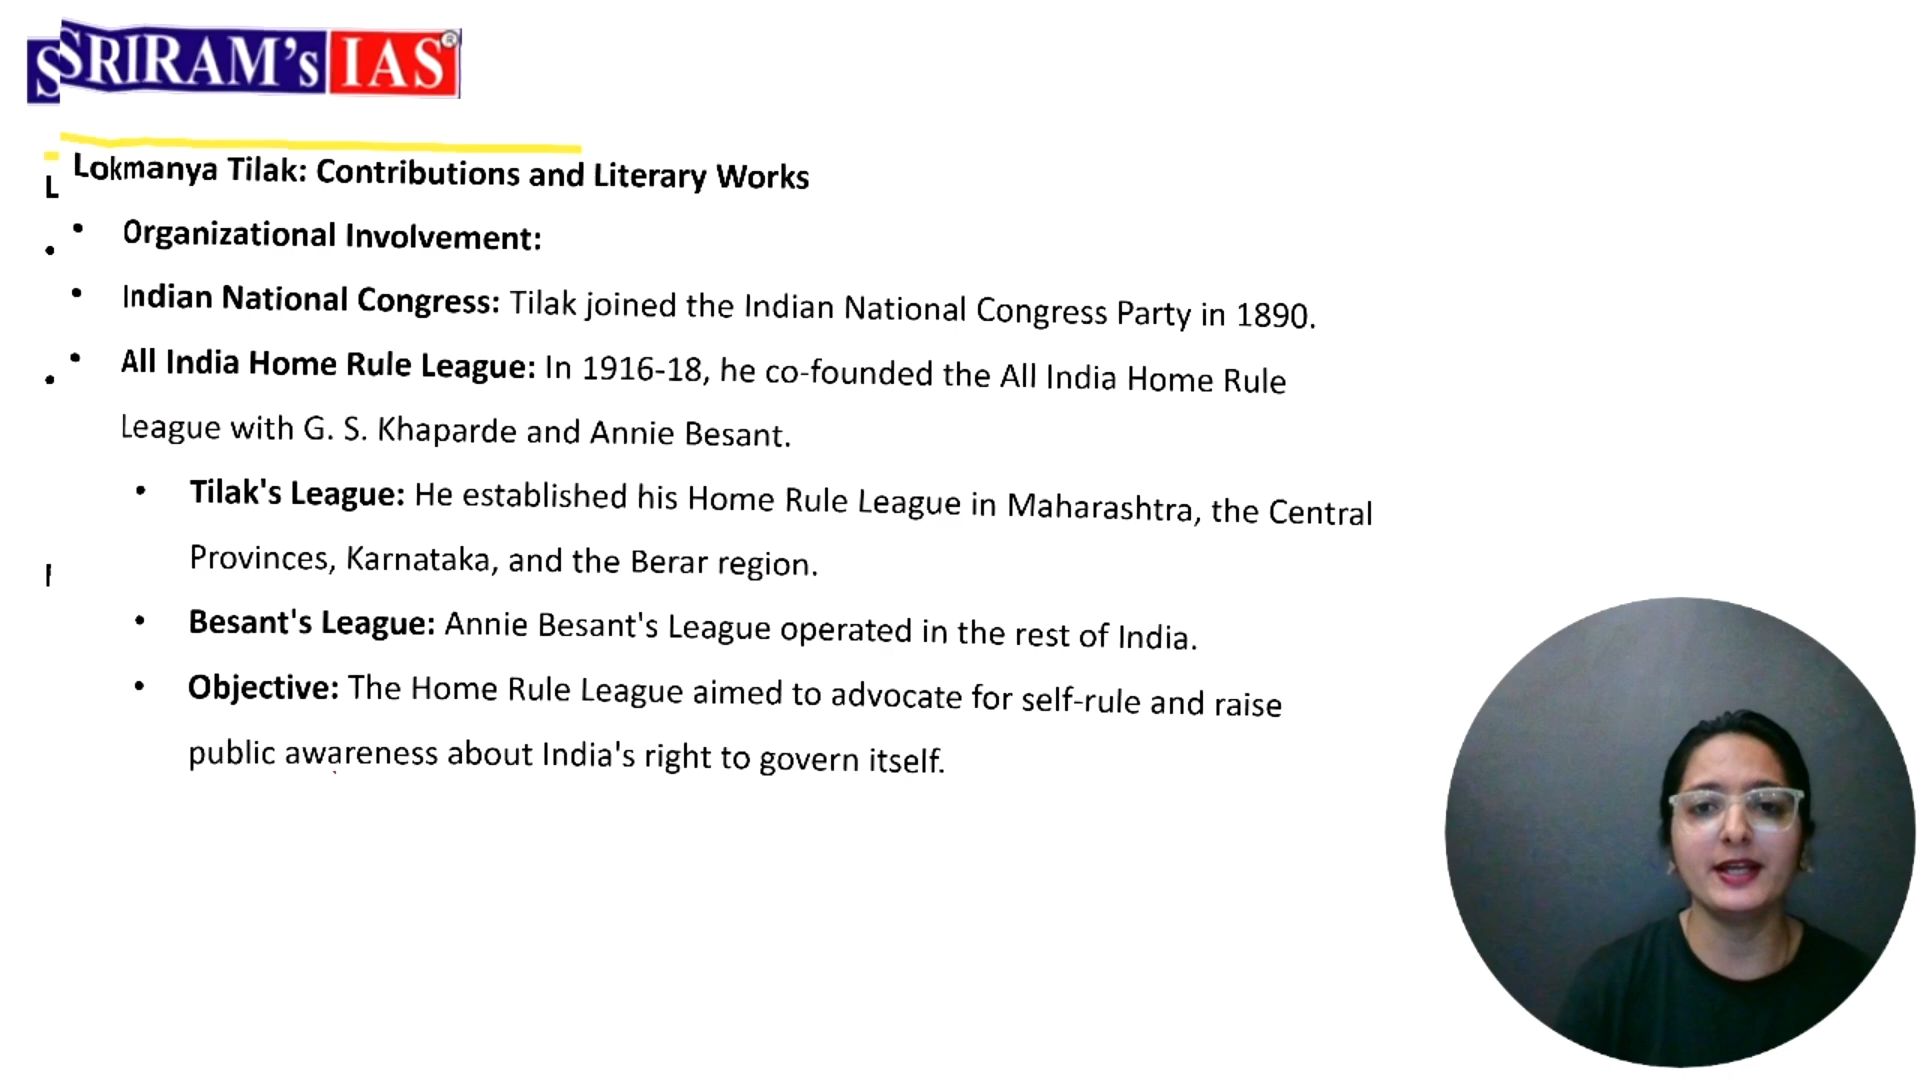 SRIRAM's IAS®
Lokmanya Tilak: Contributions and Literary Works
• Organizational Involvement:
• Indian National Congress: Tilak joined the Indian National Congress Party in 1890.
• All India Home Rule League: In 1916-18, he co-founded the All India Home Rule
League with G. S. Khaparde and Annie Besant.
• Tilak's League: He established his Home Rule League in Maharashtra, the Central
Provinces, Karnataka, and the Berar region.
• Besant's League: Annie Besant's League operated in the rest of India.
• Objective: The Home Rule League aimed to advocate for self-rule and raise
public awareness about India's right to govern itself.